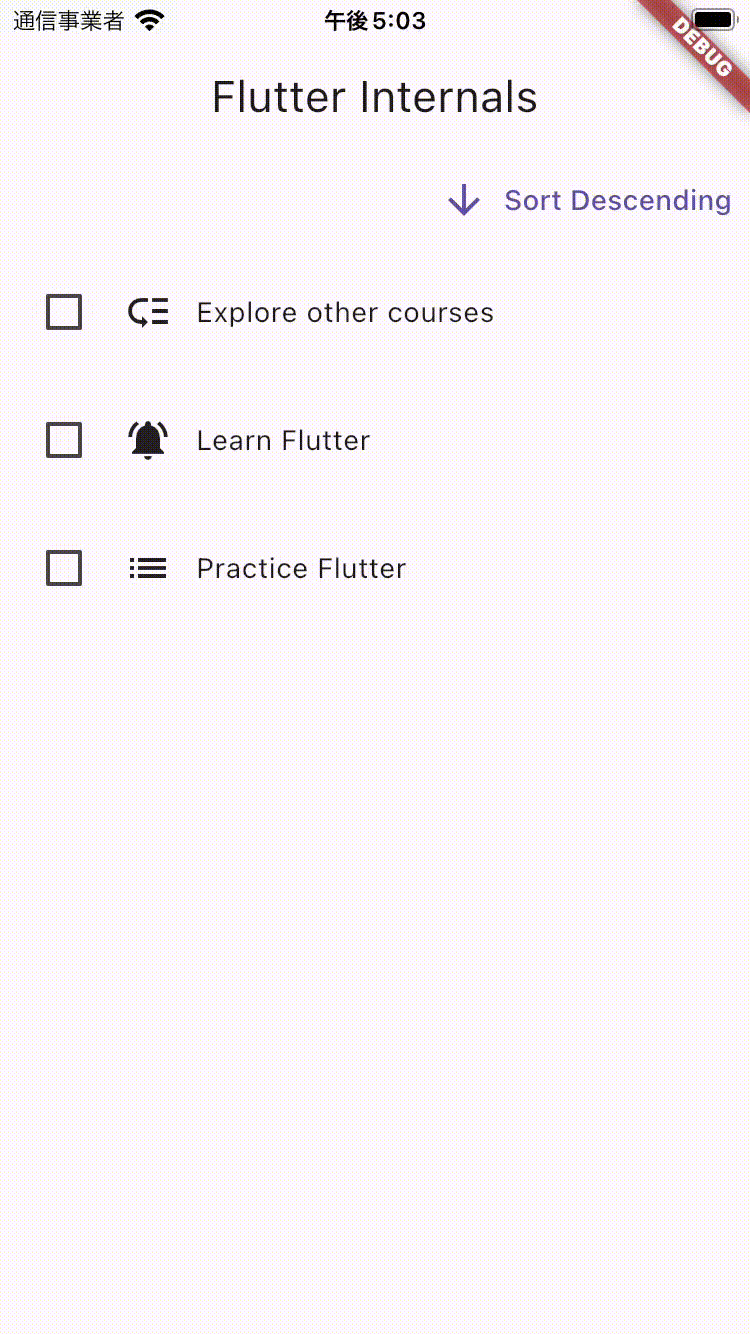 通信事業者 午後5:03
DEBUG
Flutter Internals
Sort Descending
Explore other courses
Learn Flutter
Practice Flutter